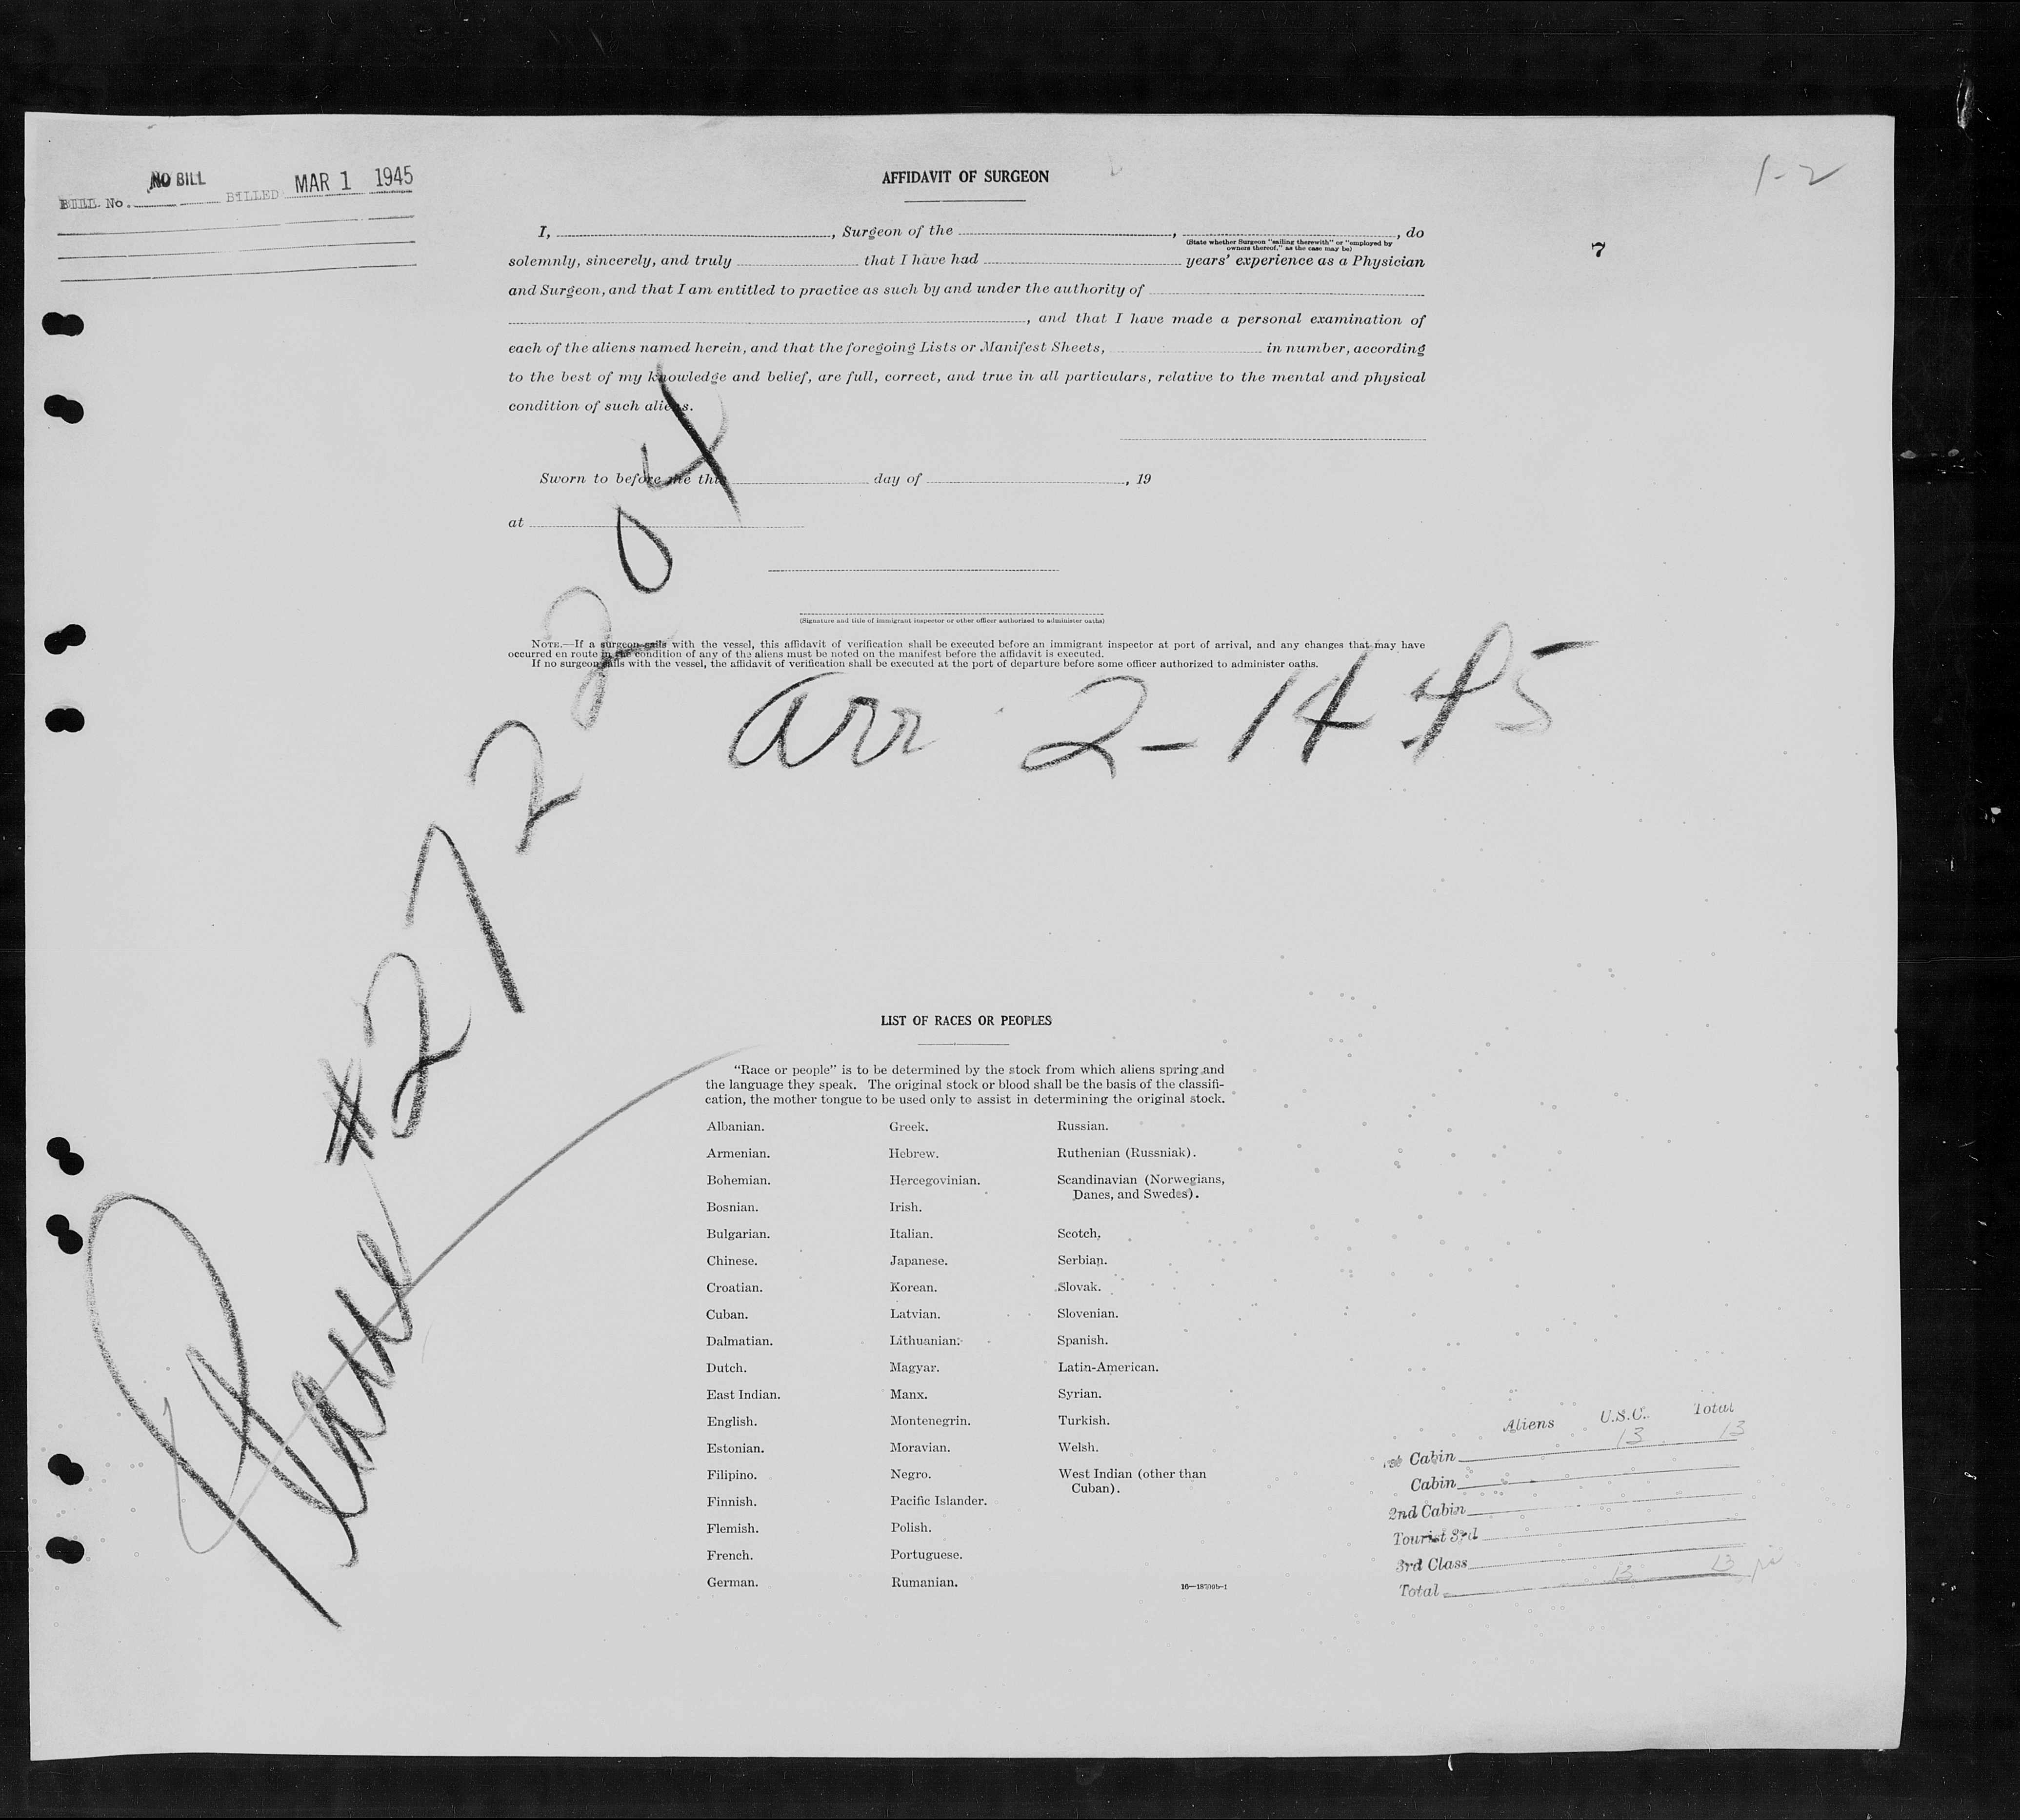 NO BILL
BILL No. BILLED MAR 1 1945
1-2
7
AFFIDAVIT OF SURGEON
I, , Surgeon of the , , do
(State whether Surgeon "sailing therewith" or "employed by
owners thereof," as the case may be)
solemnly, sincerely, and truly that I have had years' experience as a Physician
and Surgeon, and that I am entitled to practice as such by and under the authority of
, and that I have made a personal examination of
each of the aliens named herein, and that the foregoing Lists or Manifest Sheets, in number, according
to the best of my knowledge and belief, are full, correct, and true in all particulars, relative to the mental and physical
condition of such aliens.
Sworn to before me this day of , 19
at
(Signature and title of immigrant inspector or other officer authorized to administer oaths)
NOTE.—If a surgeon sails with the vessel, this affidavit of verification shall be executed before an immigrant inspector at port of arrival, and any changes that may have
occurred en route in the condition of any of the aliens must be noted on the manifest before the affidavit is executed.
If no surgeon sails with the vessel, the affidavit of verification shall be executed at the port of departure before some officer authorized to administer oaths.
arr 2-14-45
Plane #272204
LIST OF RACES OR PEOPLES
"Race or people" is to be determined by the stock from which aliens spring and
the language they speak. The original stock or blood shall be the basis of the classifi-
cation, the mother tongue to be used only to assist in determining the original stock.
Albanian.
Armenian.
Bohemian.
Bosnian.
Bulgarian.
Chinese.
Croatian.
Cuban.
Dalmatian.
Dutch.
East Indian.
English.
Estonian.
Filipino.
Finnish.
Flemish.
French.
German.
Greek.
Hebrew.
Hercegovinian.
Irish.
Italian.
Japanese.
Korean.
Latvian.
Lithuanian.
Magyar.
Manx.
Montenegrin.
Moravian.
Negro.
Pacific Islander.
Polish.
Portuguese.
Rumanian.
Russian.
Ruthenian (Russniak).
Scandinavian (Norwegians,
Danes, and Swedes).
Scotch.
Serbian.
Slovak.
Slovenian.
Spanish.
Latin-American.
Syrian.
Turkish.
Welsh.
West Indian (other than
Cuban).
Aliens U.S.C. Total
1st Cabin 13 13
Cabin
2nd Cabin
Tourist 3rd
3rd Class
Total 13 13